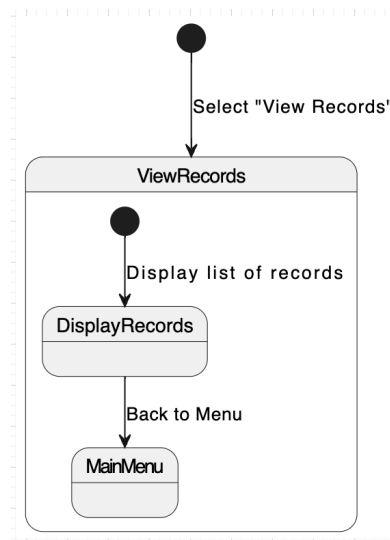 Select "View Records"
ViewRecords
Display list of records
DisplayRecords
Back to Menu
MainMenu